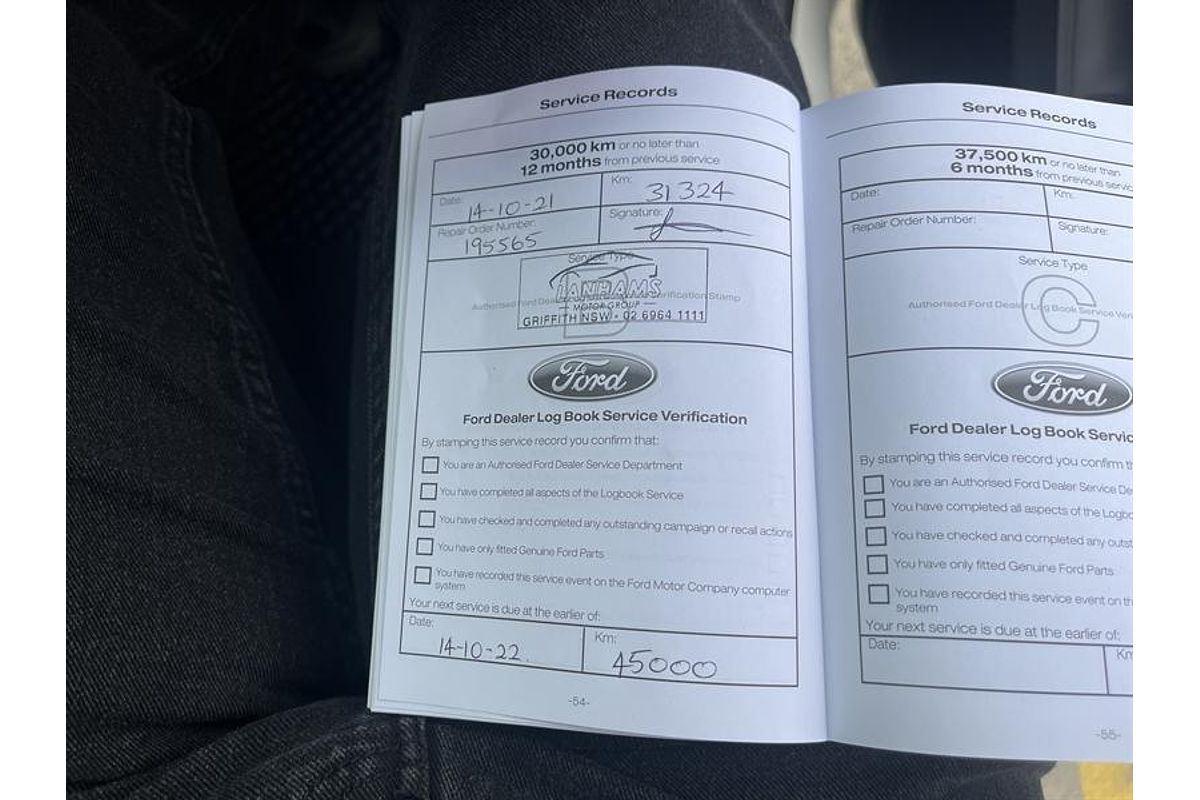 Service Records
30,000 km or no later than
12 months from previous service
Date: 14-10-21
Km: 31324
Repair Order Number: 195565
Signature:
Service Type
B
Authorised Ford Dealer Verification Stamp
MOTOR GROUP
GRIFFITH NSW • 02 6964 1111
Ford
Ford Dealer Log Book Service Verification
By stamping this service record you confirm that:
You are an Authorised Ford Dealer Service Department
You have completed all aspects of the Logbook Service
You have checked and completed any outstanding campaign or recall actions
You have only fitted Genuine Ford Parts
You have recorded this service event on the Ford Motor Company computer
system
Your next service is due at the earlier of:
Date: 14-10-22.
Km: 45000
-54-
Service Records
37,500 km or no later than
6 months from previous servic
Date:
Km:
Repair Order Number:
Signature:
Service Type
C
Authorised Ford Dealer Log Book Service Veri
Ford
Ford Dealer Log Book Servic
By stamping this service record you confirm th
You are an Authorised Ford Dealer Service De
You have completed all aspects of the Logbo
You have checked and completed any outst
You have only fitted Genuine Ford Parts
You have recorded this service event on th
system
Your next service is due at the earlier of:
Date:
Km
-55-